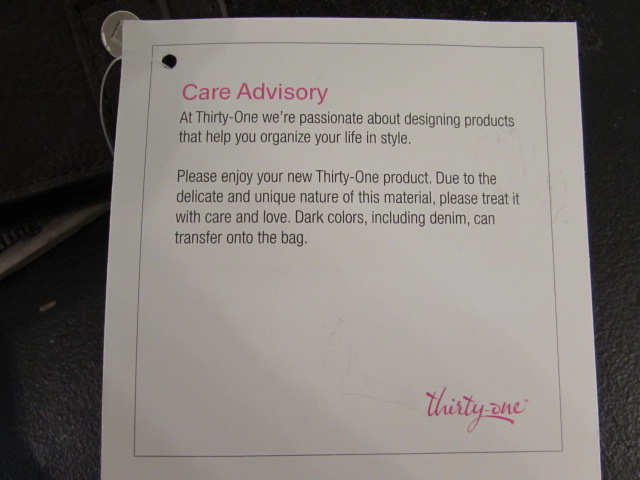 Care Advisory
At Thirty-One we're passionate about designing products
that help you organize your life in style.
Please enjoy your new Thirty-One product. Due to the
delicate and unique nature of this material, please treat it
with care and love. Dark colors, including denim, can
transfer onto the bag.
thirty-one